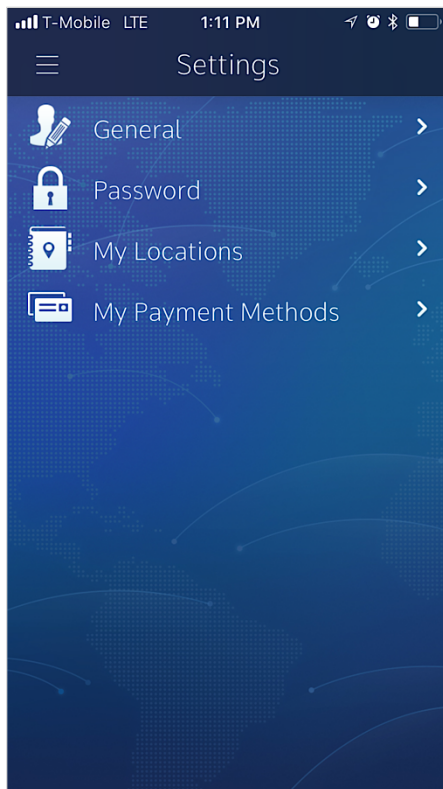 T-Mobile LTE 1:11 PM
Settings
General
Password
My Locations
My Payment Methods